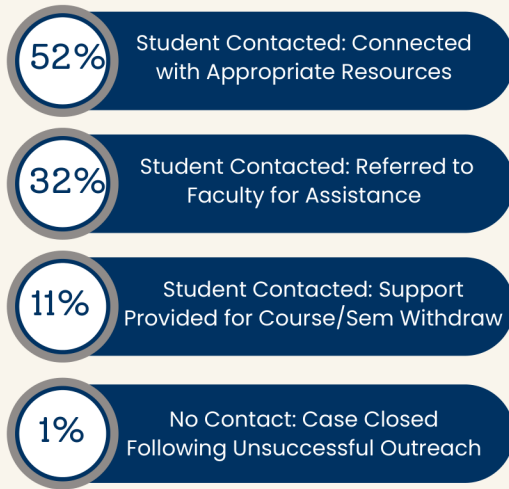 52%
Student Contacted: Connected
with Appropriate Resources
32%
Student Contacted: Referred to
Faculty for Assistance
11%
Student Contacted: Support
Provided for Course/Sem Withdraw
1%
No Contact: Case Closed
Following Unsuccessful Outreach